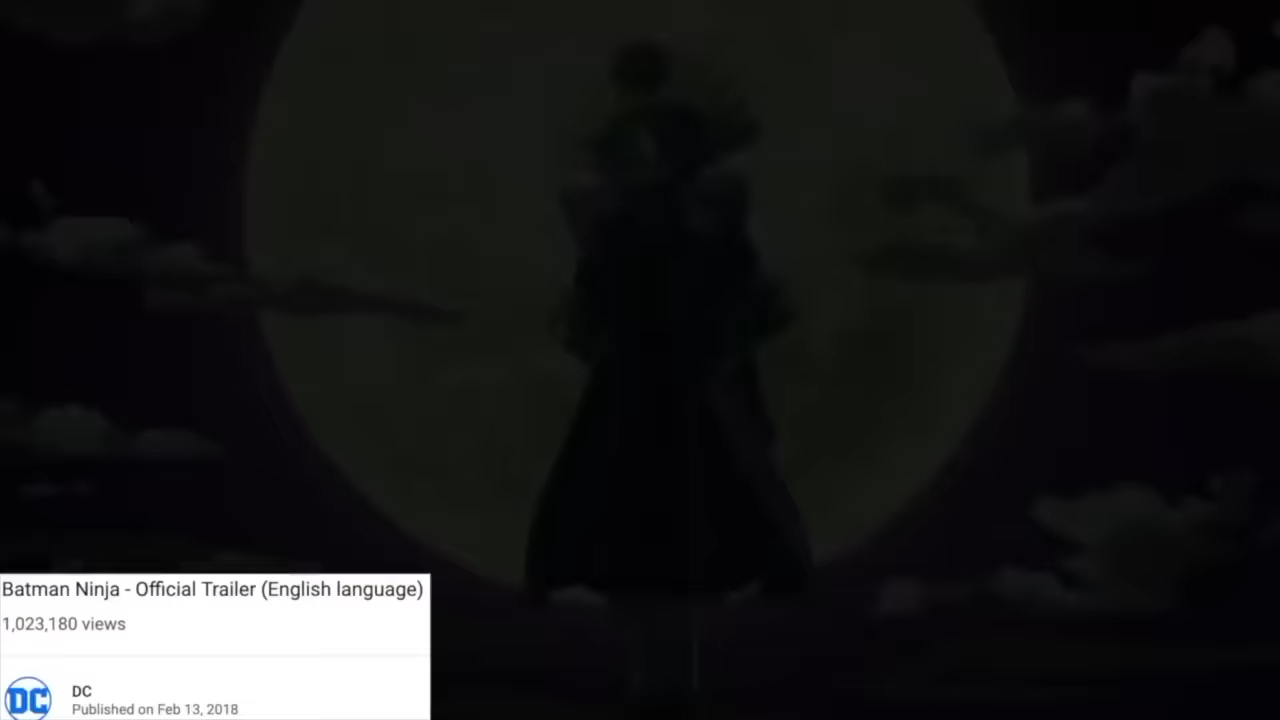 Batman Ninja - Official Trailer (English language)
1,023,180 views
DC
DC
Published on Feb 13, 2018